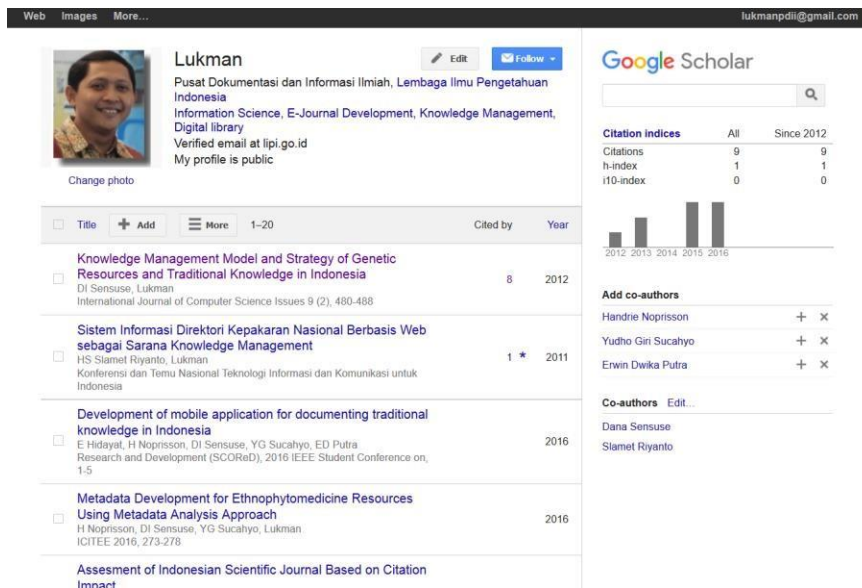 Web Images More... lukmanpdii@gmail.com
Lukman
Edit
Follow
Pusat Dokumentasi dan Informasi Ilmiah, Lembaga Ilmu Pengetahuan
Indonesia
Information Science, E-Journal Development, Knowledge Management,
Digital library
Verified email at lipi.go.id
My profile is public
Change photo
Title Add More 1–20 Cited by Year
Knowledge Management Model and Strategy of Genetic
Resources and Traditional Knowledge in Indonesia
DI Sensuse, Lukman
International Journal of Computer Science Issues 9 (2), 480-488
8 2012
Sistem Informasi Direktori Kepakaran Nasional Berbasis Web
sebagai Sarana Knowledge Management
HS Slamet Riyanto, Lukman
Konferensi dan Temu Nasional Teknologi Informasi dan Komunikasi untuk
Indonesia
1 * 2011
Development of mobile application for documenting traditional
knowledge in Indonesia
E Hidayat, H Noprisson, DI Sensuse, YG Sucahyo, ED Putra
Research and Development (SCOReD), 2016 IEEE Student Conference on,
1-5
2016
Metadata Development for Ethnophytomedicine Resources
Using Metadata Analysis Approach
H Noprisson, DI Sensuse, YG Sucahyo, Lukman
ICITEE 2016, 273-278
2016
Assesment of Indonesian Scientific Journal Based on Citation
Impact
Google Scholar
Citation indices All Since 2012
Citations 9 9
h-index 1 1
i10-index 0 0
2012 2013 2014 2015 2016
Add co-authors
Handrie Noprisson
Yudho Giri Sucahyo
Erwin Dwika Putra
Co-authors Edit...
Dana Sensuse
Slamet Riyanto